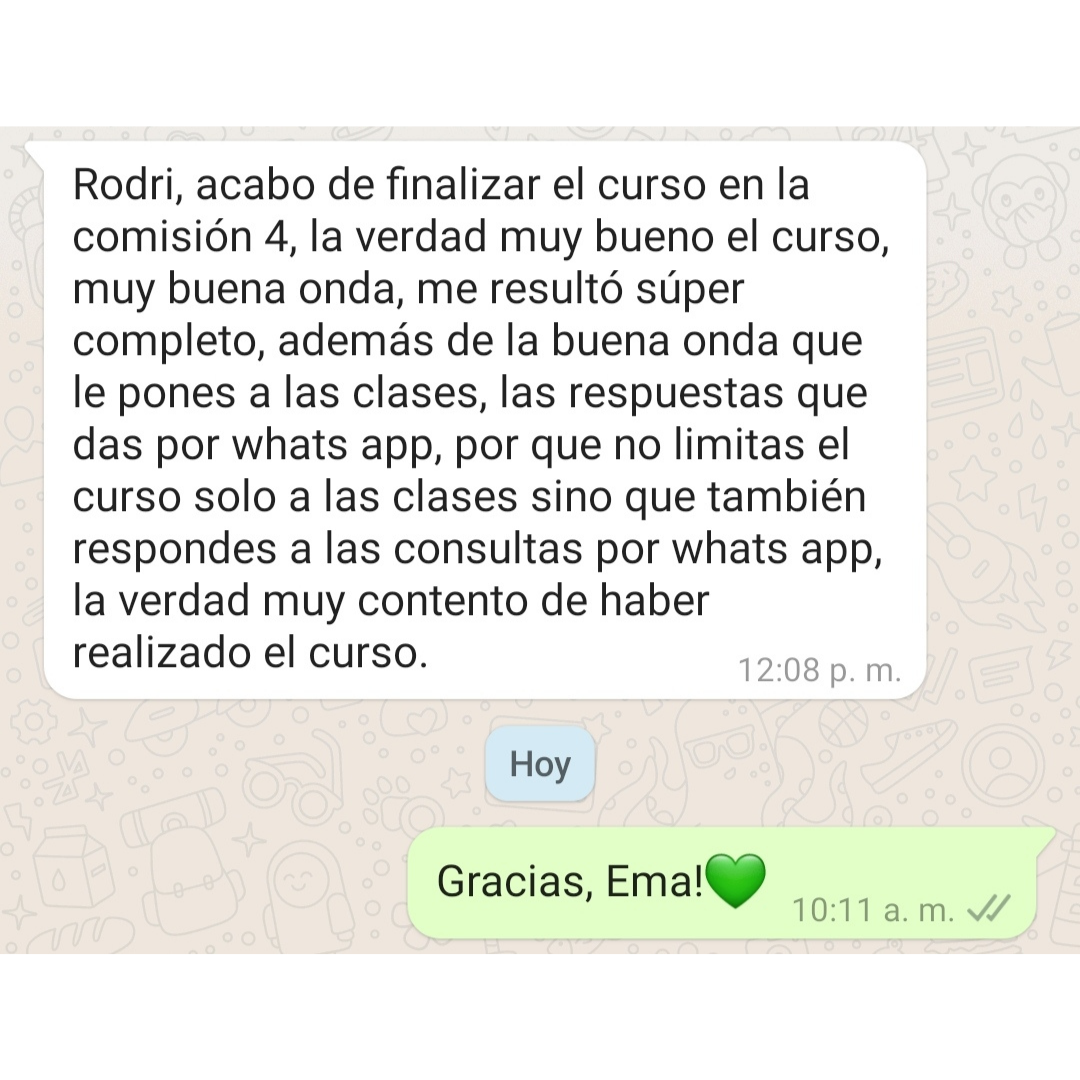 Rodri, acabo de finalizar el curso en la
comisión 4, la verdad muy bueno el curso,
muy buena onda, me resultó súper
completo, además de la buena onda que
le pones a las clases, las respuestas que
das por whats app, por que no limitas el
curso solo a las clases sino que también
respondes a las consultas por whats app,
la verdad muy contento de haber
realizado el curso.
12:08 p. m.
Hoy
Gracias, Ema!💚
10:11 a. m.